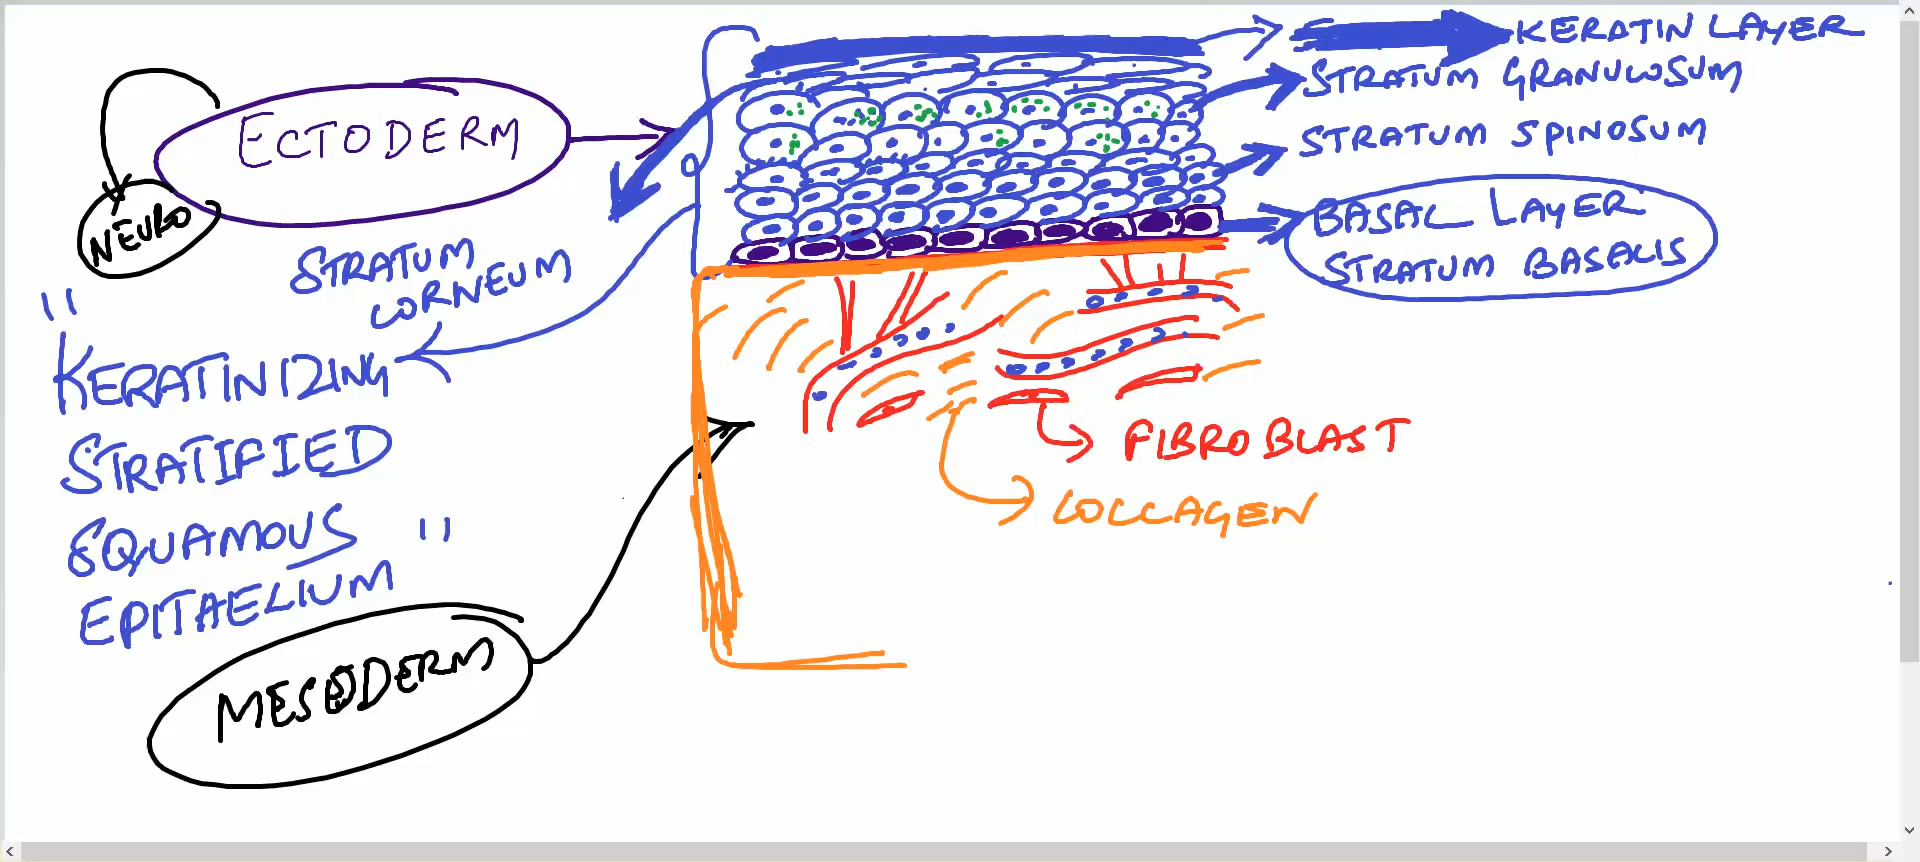 KERATIN LAYER
STRATUM GRANULOSUM
ECTODERM
STRATUM SPINOSUM
NEURO
BASAL LAYER
STRATUM BASALIS
STRATUM
CORNEUM
"KERATINIZING
STRATIFIED
SQUAMOUS"
EPITHELIUM
FIBROBLAST
COLLAGEN
MESODERM